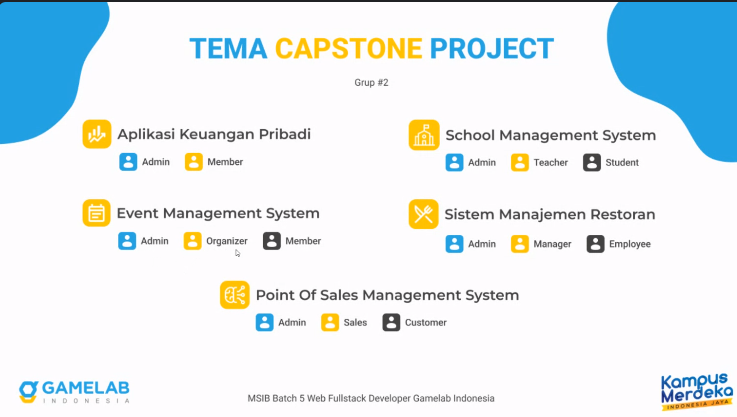 TEMA CAPSTONE PROJECT
Grup #2
Aplikasi Keuangan Pribadi
Admin Member
School Management System
Admin Teacher Student
Event Management System
Admin Organizer Member
Sistem Manajemen Restoran
Admin Manager Employee
Point Of Sales Management System
Admin Sales Customer
GAMELAB
INDONESIA
MSIB Batch 5 Web Fullstack Developer Gamelab Indonesia
Kampus
Merdeka
INDONESIA JAYA